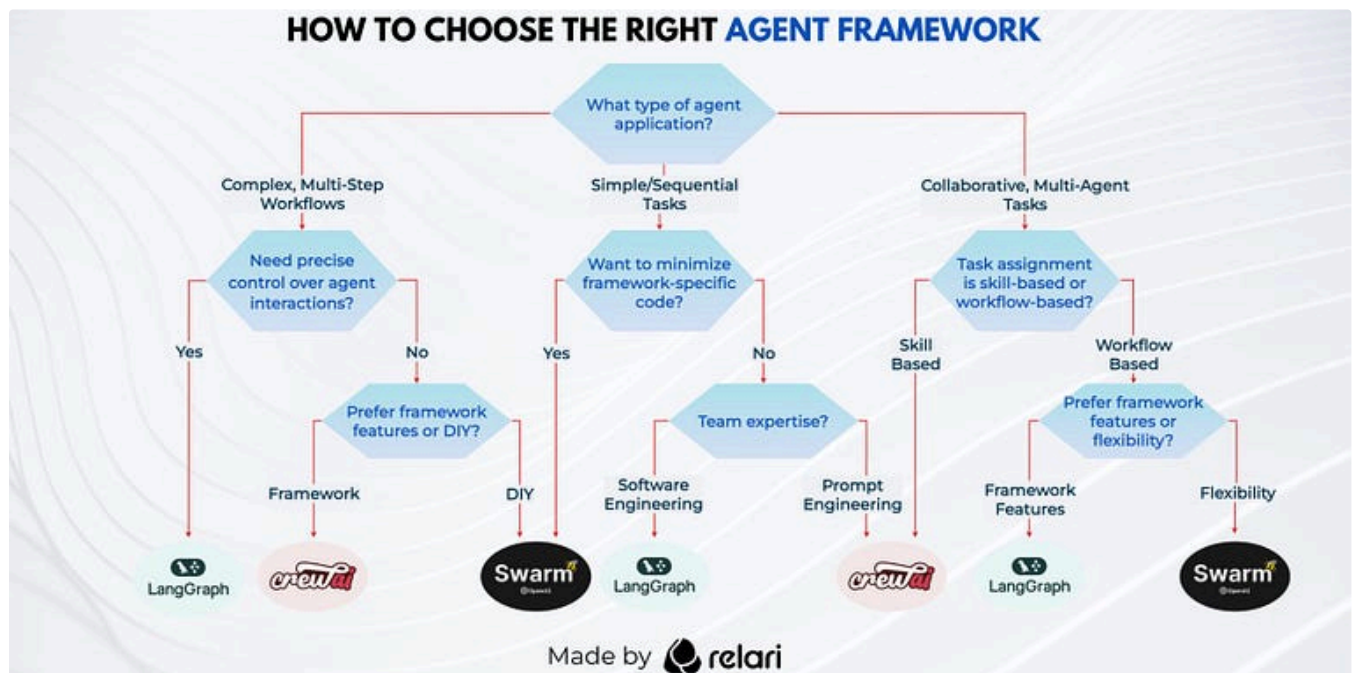 HOW TO CHOOSE THE RIGHT AGENT FRAMEWORK
What type of agent
application?
Complex, Multi-Step
Workflows
Simple/Sequential
Tasks
Collaborative, Multi-Agent
Tasks
Need precise
control over agent
interactions?
Want to minimize
framework-specific
code?
Task assignment
is skill-based or
workflow-based?
Yes
No
Yes
No
Skill
Based
Workflow
Based
Prefer framework
features or DIY?
Team expertise?
Prefer framework
features or
flexibility?
Framework
DIY
Software
Engineering
Prompt
Engineering
Framework
Features
Flexibility
LangGraph
crewai
Swarm
LangGraph
crewai
LangGraph
Swarm
Made by relari